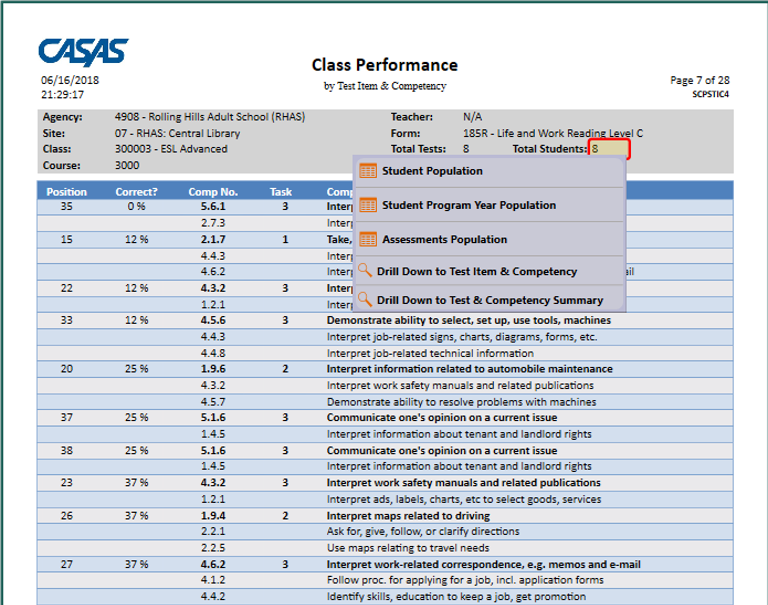 CASAS
Class Performance
06/16/2018 by Test Item & Competency Page 7 of 28
21:29:17 SCPSTIC4
Agency: 4908 - Rolling Hills Adult School (RHAS) Teacher: N/A
Site: 07 - RHAS: Central Library Form: 185R - Life and Work Reading Level C
Class: 300003 - ESL Advanced Total Tests: 8 Total Students: 8
Course: 3000
Student Population
Student Program Year Population
Assessments Population
Drill Down to Test Item & Competency
Drill Down to Test & Competency Summary
Position Correct? Comp No. Task
35 0 % 5.6.1 3
2.7.3
15 12 % 2.1.7 1 Take,
4.4.3
4.6.2
22 12 % 4.3.2 3
1.2.1
33 12 % 4.5.6 3 Demonstrate ability to select, set up, use tools, machines
4.4.3 Interpret job-related signs, charts, diagrams, forms, etc.
4.4.8 Interpret job-related technical information
20 25 % 1.9.6 2 Interpret information related to automobile maintenance
4.3.2 Interpret work safety manuals and related publications
4.5.7 Demonstrate ability to resolve problems with machines
37 25 % 5.1.6 3 Communicate one's opinion on a current issue
1.4.5 Interpret information about tenant and landlord rights
38 25 % 5.1.6 3 Communicate one's opinion on a current issue
1.4.5 Interpret information about tenant and landlord rights
23 37 % 4.3.2 3 Interpret work safety manuals and related publications
1.2.1 Interpret ads, labels, charts, etc to select goods, services
26 37 % 1.9.4 2 Interpret maps related to driving
2.2.1 Ask for, give, follow, or clarify directions
2.2.5 Use maps relating to travel needs
27 37 % 4.6.2 3 Interpret work-related correspondence, e.g. memos and e-mail
4.1.2 Follow proc. for applying for a job, incl. application forms
4.4.2 Identify skills, education to keep a job, get promotion